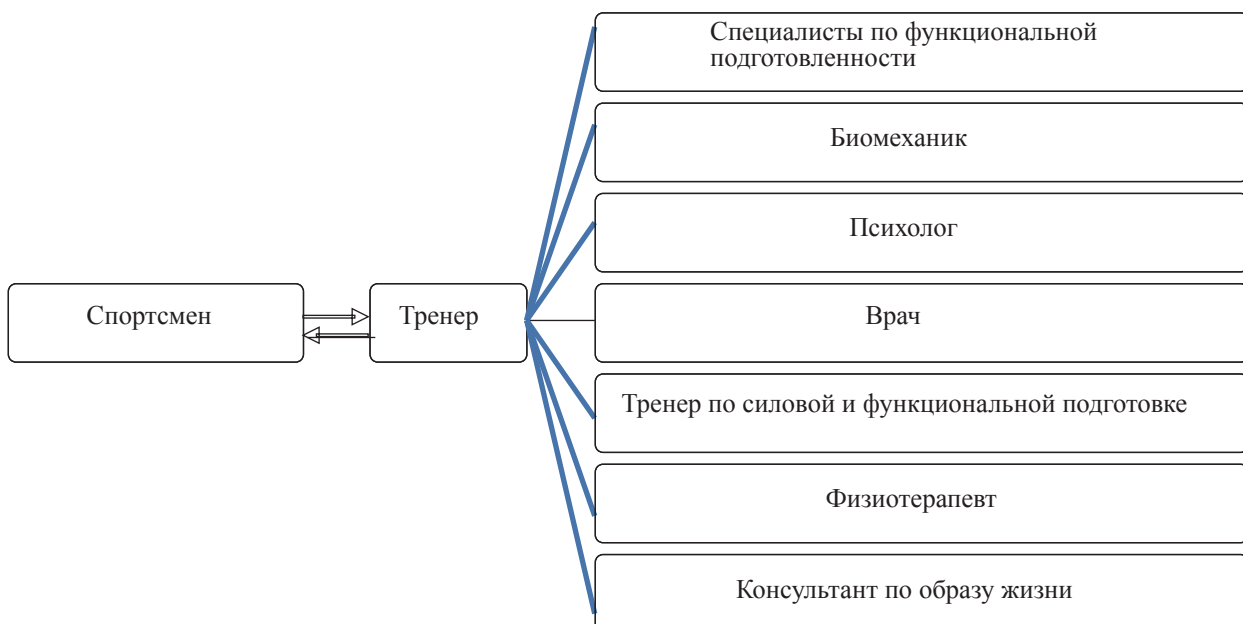 Специалисты по функциональной
подготовленности
Биомеханик
Психолог
Спортсмен
Тренер
Врач
Тренер по силовой и функциональной подготовке
Физиотерапевт
Консультант по образу жизни